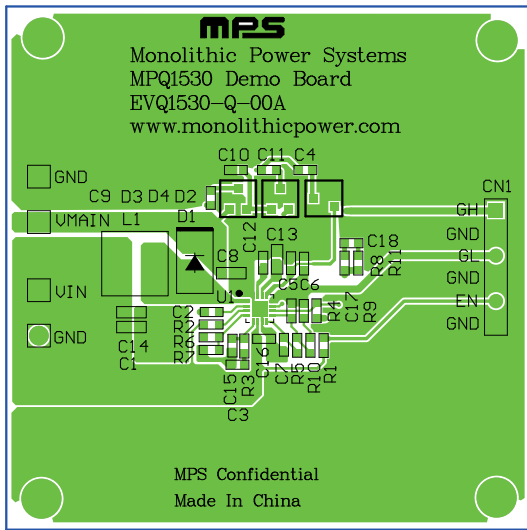 mps
Monolithic Power Systems
MPQ1530 Demo Board
EVQ1530-Q-00A
www.monolithicpower.com
C10 C11 C4
GND
CN1
C9 D3 D4 D2
VMAIN L1
D1
GH
C12
C13
C18
GND
C8
R8
R11
GL
GND
VIN
U1
C5
C6
C2
R2
R6
R7
R4
C17
R9
EN
GND
GND
C14
C1
C15
R3
C16
C7
R5
R10
R1
C3
MPS Confidential
Made In China